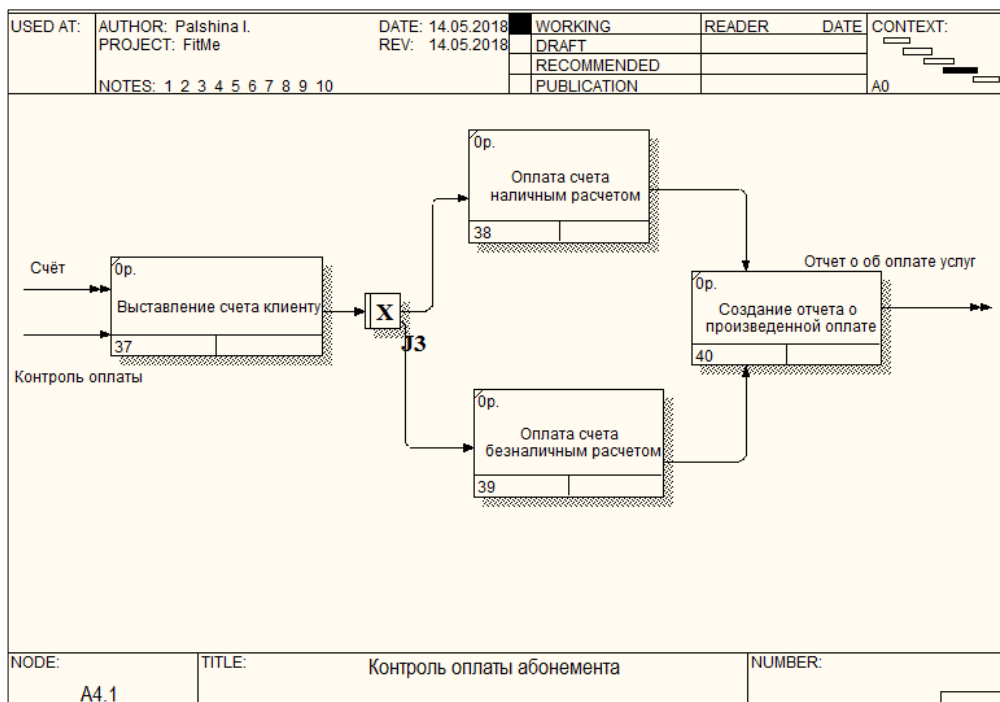 USED AT:
AUTHOR: Palshina I.
DATE: 14.05.2018
PROJECT: FitMe
REV: 14.05.2018
NOTES: 1 2 3 4 5 6 7 8 9 10
WORKING
DRAFT
RECOMMENDED
PUBLICATION
READER
DATE
CONTEXT:
A0
0р.
Оплата счета
наличным расчетом
38
Счёт
0р.
Выставление счета клиенту
37
Контроль оплаты
X
J3
Отчет о об оплате услуг
0р.
Создание отчета о
произведенной оплате
40
0р.
Оплата счета
безналичным расчетом
39
NODE:
A4.1
TITLE:
Контроль оплаты абонемента
NUMBER: